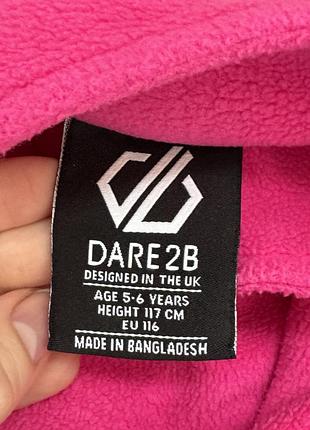 DARE2B
DESIGNED IN THE UK
AGE 5-6 YEARS
HEIGHT 117 CM
EU 116
MADE IN BANGLADESH